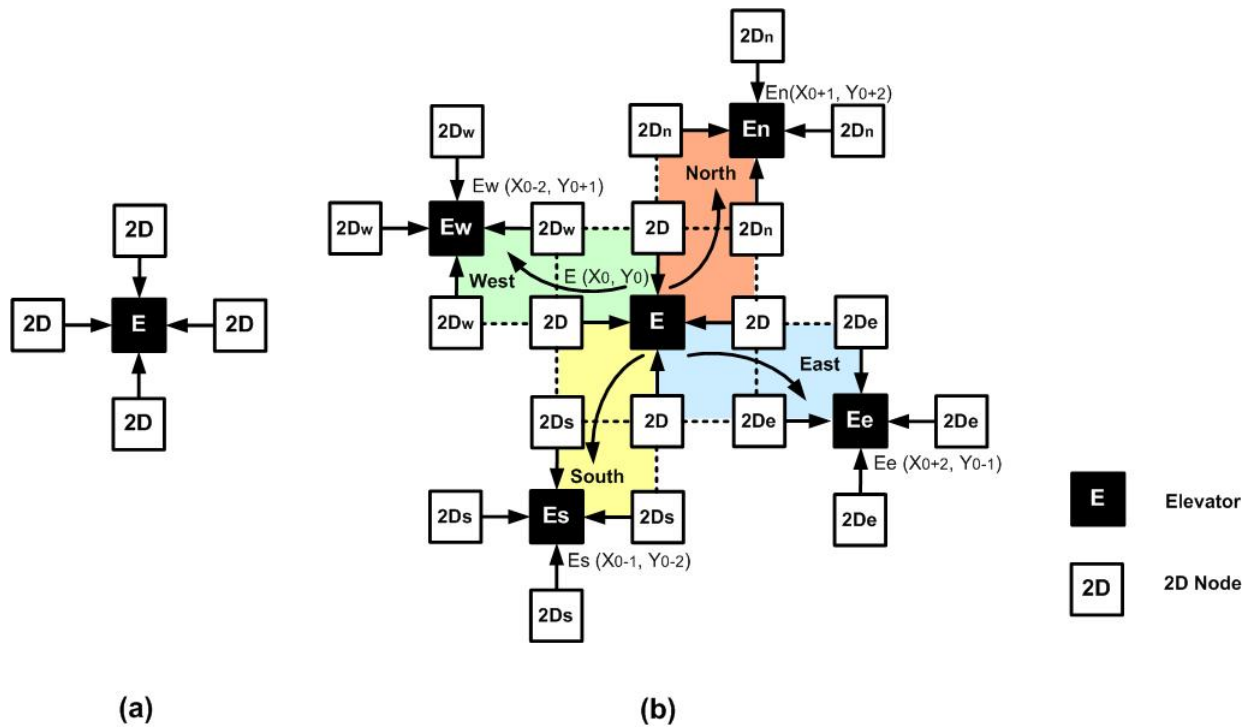 2Dn
En(X0+1, Y0+2)
2Dw
2Dn
En
2Dn
North
Ew (X0-2, Y0+1)
2Dw
Ew
2Dw
2D
2Dn
2D
West
E (X0, Y0)
2D
E
2D
2Dw
2D
E
2D
2De
East
2D
2Ds
2D
2De
Ee
2De
Ee (X0+2, Y0-1)
South
2Ds
Es
2Ds
2De
E
Elevator
Es (X0-1, Y0-2)
2Ds
2D
2D Node
(a)
(b)